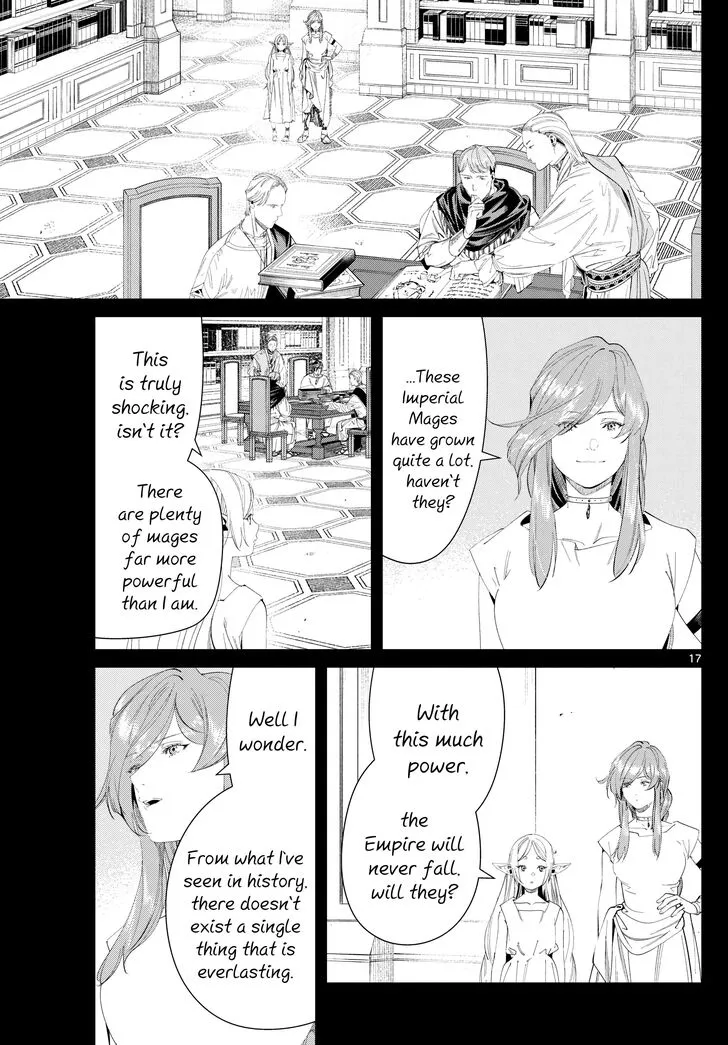 ...These
Imperial
Mages
have grown
quite a lot,
haven't
they?
This
is truly
shocking,
isn't it?
There
are plenty
of mages
far more
powerful
than I am.
17
With
this much
power,
the
Empire will
never fall,
will they?
Well I
wonder.
From what I've
seen in history,
there doesn't
exist a single
thing that is
everlasting.